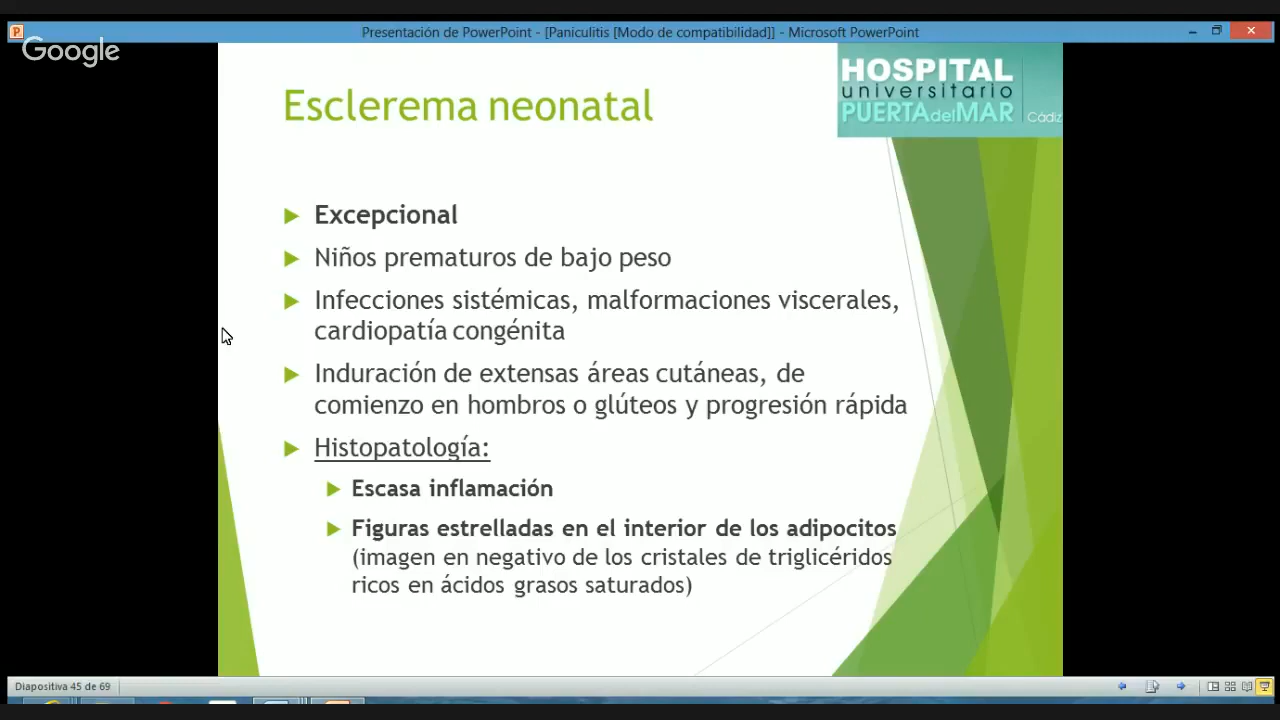 Presentación de PowerPoint - [Paniculitis [Modo de compatibilidad]] - Microsoft PowerPoint
Google
HOSPITAL
universitario
PUERTAdelMAR
Cádiz
Esclerema neonatal
Excepcional
Niños prematuros de bajo peso
Infecciones sistémicas, malformaciones viscerales,
cardiopatía congénita
Induración de extensas áreas cutáneas, de
comienzo en hombros o glúteos y progresión rápida
Histopatología:
Escasa inflamación
Figuras estrelladas en el interior de los adipocitos
(imagen en negativo de los cristales de triglicéridos
ricos en ácidos grasos saturados)
Diapositiva 45 de 69